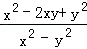 x² − 2xy + y²
x² − y²